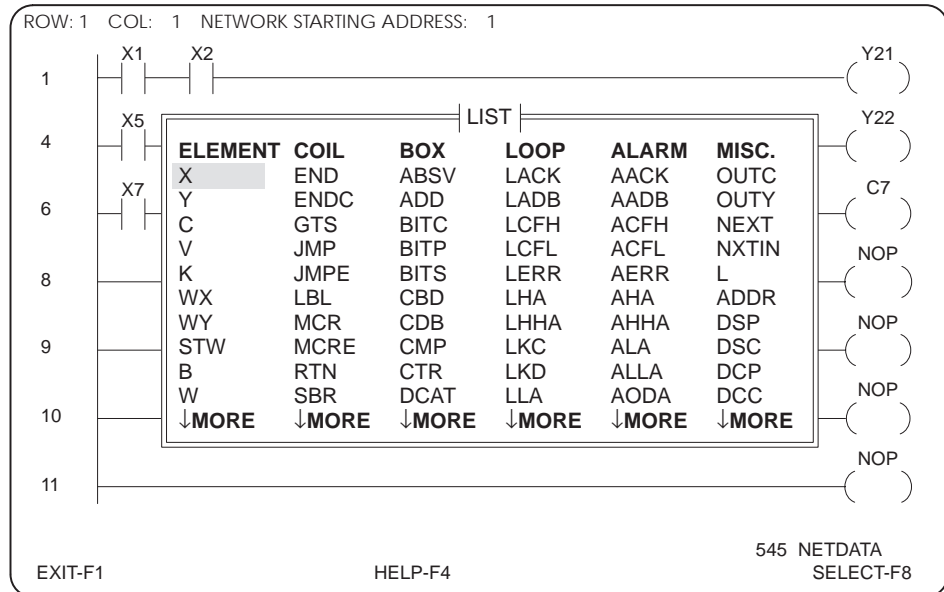 ROW: 1 COL: 1 NETWORK STARTING ADDRESS: 1
X1 X2 Y21
1
LIST
X5 Y22
4
ELEMENT COIL BOX LOOP ALARM MISC.
X END ABSV LACK AACK OUTC
X7 C7
Y ENDC ADD LADB AADB OUTY
6
C GTS BITC LCFH ACFH NEXT
V JMP BITP LCFL ACFL NXTIN
NOP
K JMPE BITS LERR AERR L
8
WX LBL CBD LHA AHA ADDR
WY MCR CDB LHHA AHHA DSP
NOP
9
STW MCRE CMP LKC ALA DSC
B RTN CTR LKD ALLA DCP
W SBR DCAT LLA AODA DCC
NOP
10
↓MORE ↓MORE ↓MORE ↓MORE ↓MORE ↓MORE
NOP
11
545 NETDATA
EXIT-F1 HELP-F4 SELECT-F8